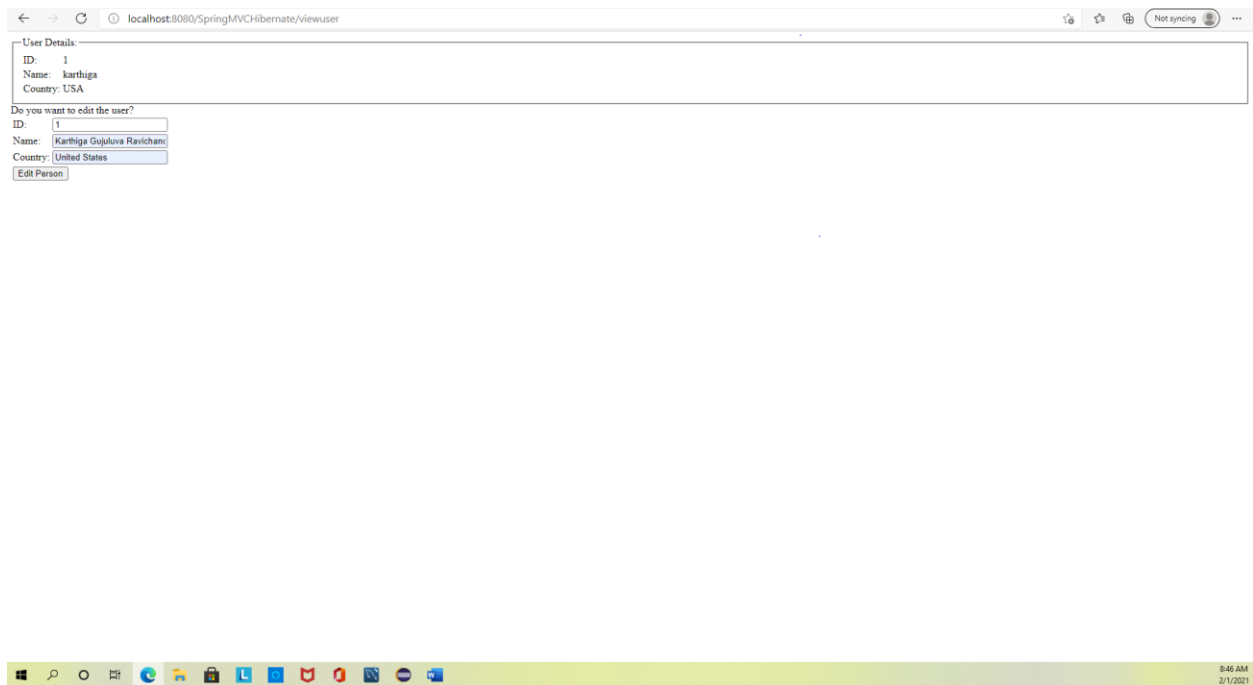 localhost:8080/SpringMVCHibernate/viewuser
Not syncing
User Details:
ID: 1
Name: karthiga
Country: USA
Do you want to edit the user?
ID: 1
Name: Karthiga Gujuluva Ravichand
Country: United States
Edit Person
8:46 AM
2/1/2021